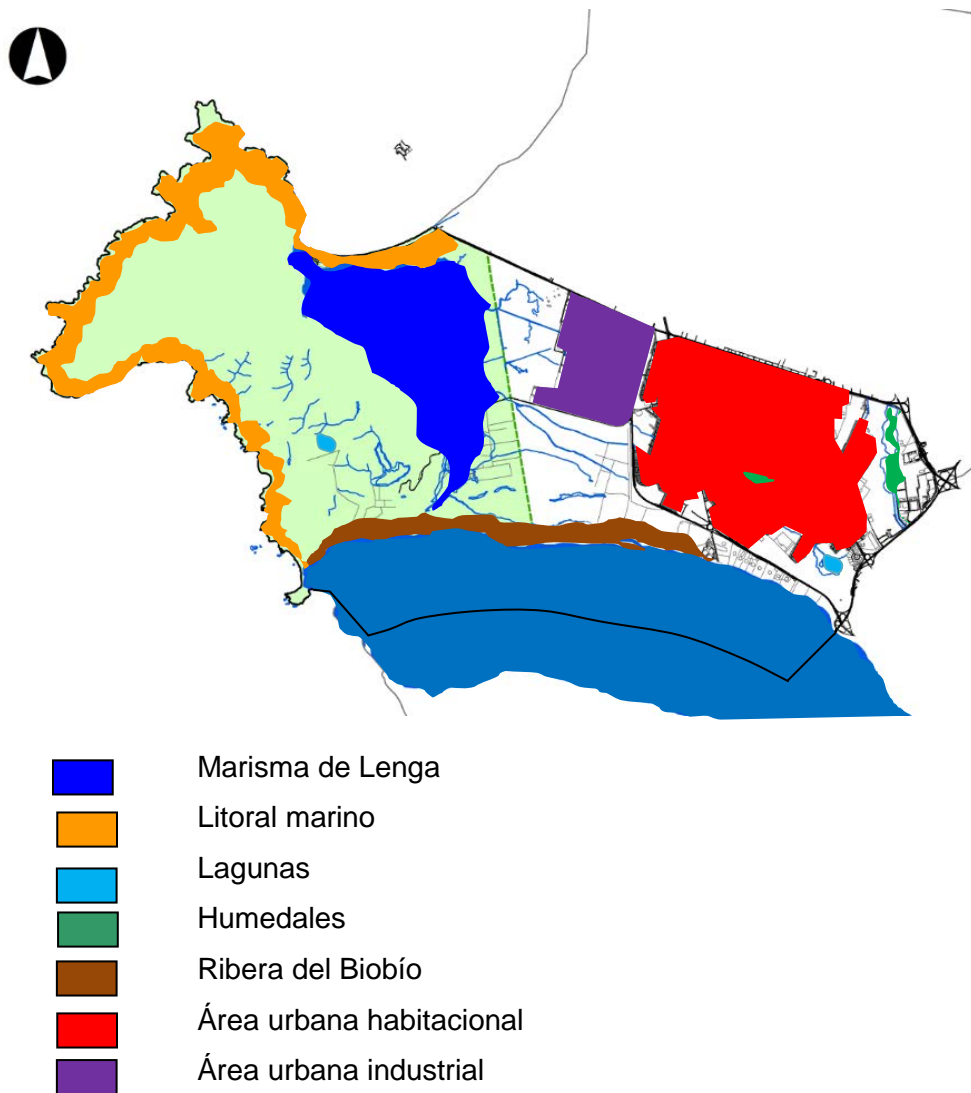 Marisma de Lenga
Litoral marino
Lagunas
Humedales
Ribera del Biobío
Área urbana habitacional
Área urbana industrial